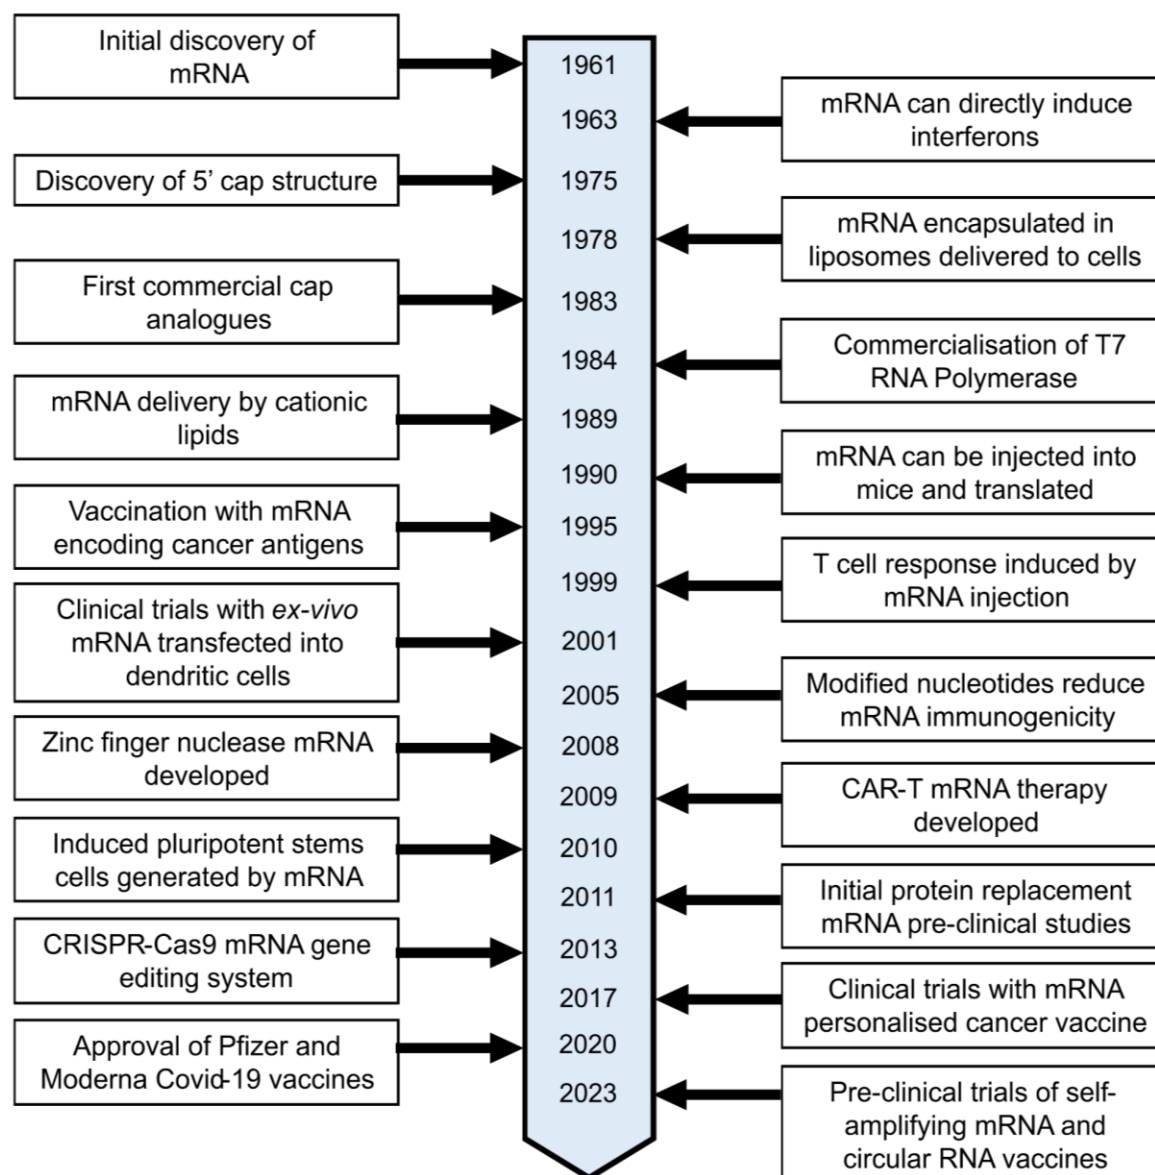 Initial discovery of
mRNA
1961
mRNA can directly induce
interferons
1963
Discovery of 5’ cap structure
1975
mRNA encapsulated in
liposomes delivered to cells
1978
First commercial cap
analogues
1983
Commercialisation of T7
RNA Polymerase
1984
mRNA delivery by cationic
lipids
1989
mRNA can be injected into
mice and translated
1990
Vaccination with mRNA
encoding cancer antigens
1995
T cell response induced by
mRNA injection
1999
Clinical trials with ex-vivo
mRNA transfected into
dendritic cells
2001
Modified nucleotides reduce
mRNA immunogenicity
2005
Zinc finger nuclease mRNA
developed
2008
CAR-T mRNA therapy
developed
2009
Induced pluripotent stems
cells generated by mRNA
2010
Initial protein replacement
mRNA pre-clinical studies
2011
CRISPR-Cas9 mRNA gene
editing system
2013
Clinical trials with mRNA
personalised cancer vaccine
2017
Approval of Pfizer and
Moderna Covid-19 vaccines
2020
Pre-clinical trials of self-
amplifying mRNA and
circular RNA vaccines
2023